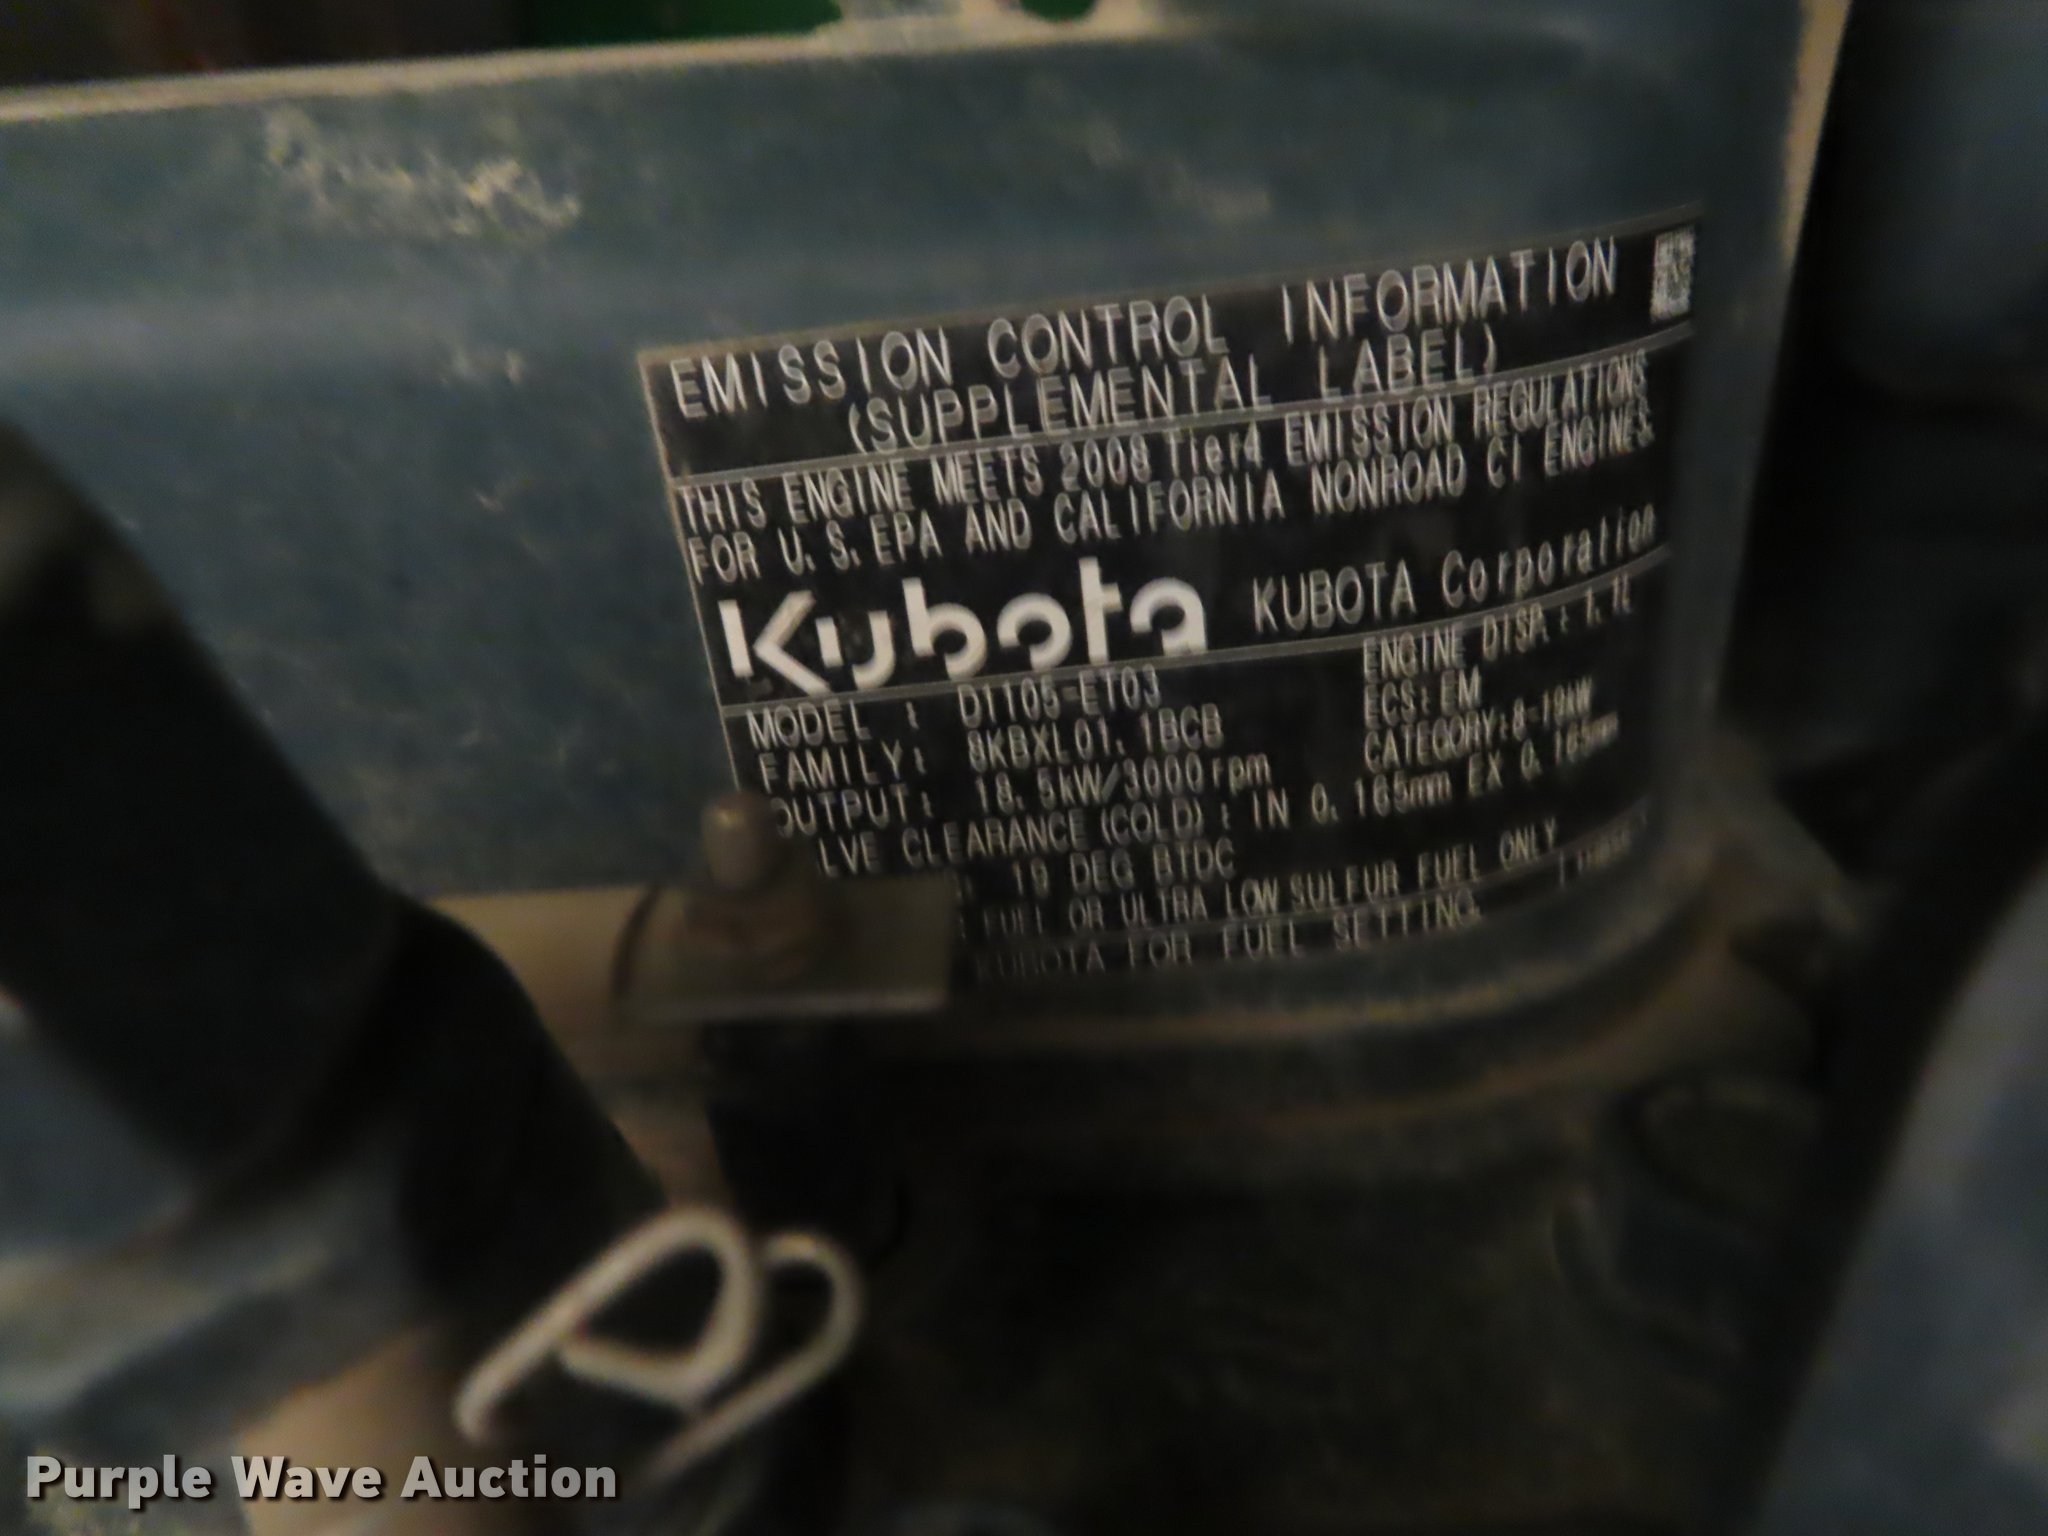 EMISSION CONTROL INFORMATION
(SUPPLEMENTAL LABEL)
THIS ENGINE MEETS 2008 Tier4 EMISSION REGULATIONS
FOR U.S. EPA AND CALIFORNIA NONROAD CI ENGINES.
Kubota KUBOTA Corporation
MODEL : D1105-ET03 ENGINE DISP. : 1.1L
FAMILY: 8KBXL01.1BCB ECS: EM
OUTPUT: 18.5kW/3000rpm CATEGORY:8-19kW
LVE CLEARANCE (COLD) : IN 0.165mm EX 0.165mm
19 DEG BTDC
FUEL OR ULTRA LOW SULFUR FUEL ONLY
KUBOTA FOR FUEL SETTING.
Purple Wave Auction